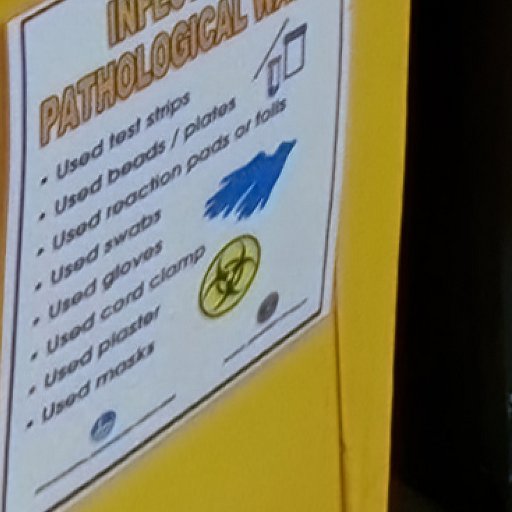 PATHOLOGICAL
• Used test strips
• Used beads / plates
• Used reaction pads or foils
• Used swabs
• Used gloves
• Used cord clamp
• Used plaster
• Used masks